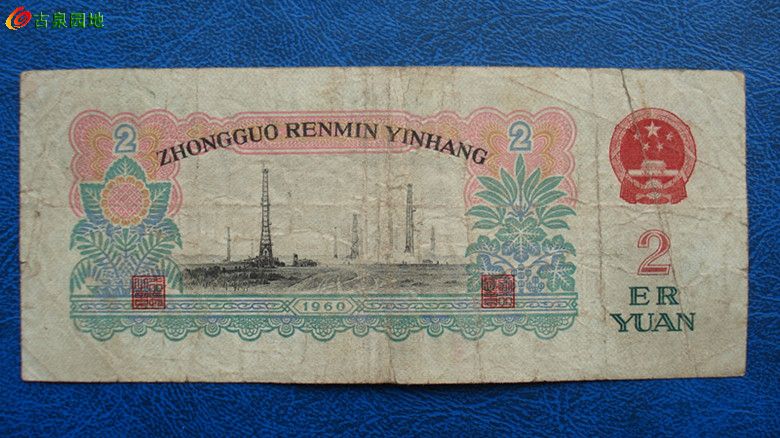 古泉园地
2
2
ZHONGGUO RENMIN YINHANG
1960
2
ER
YUAN